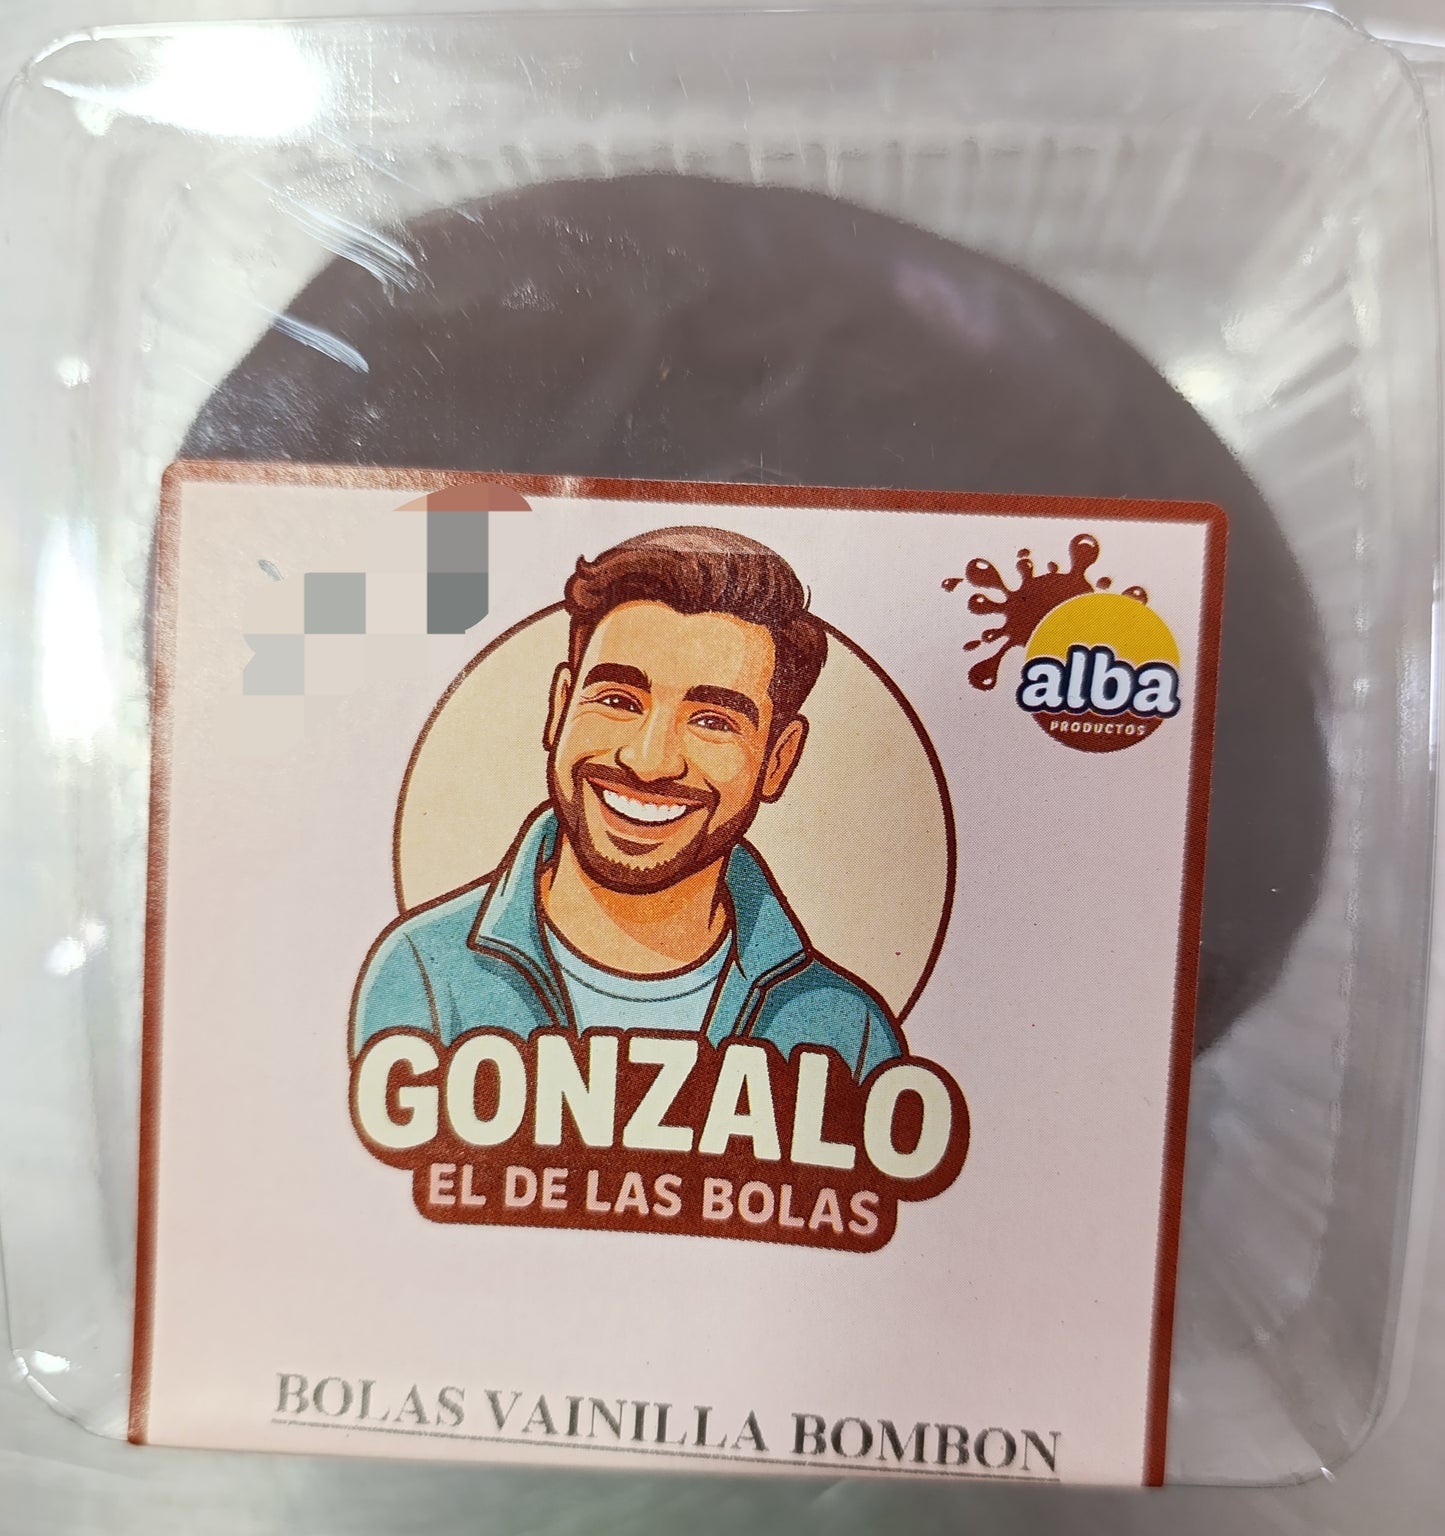 alba
PRODUCTOS
GONZALO
EL DE LAS BOLAS
BOLAS VAINILLA BOMBON